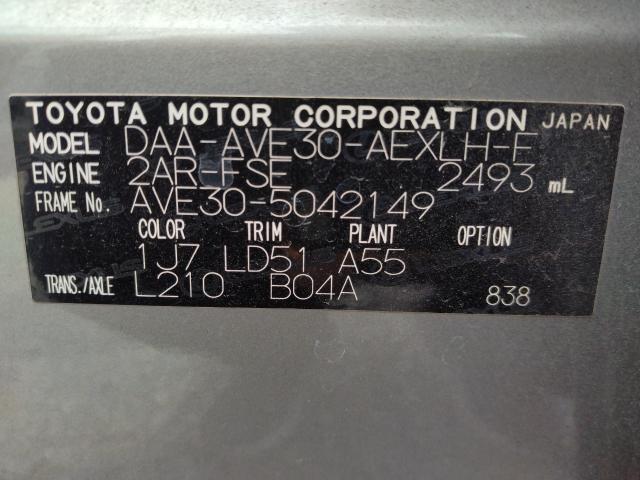 TOYOTA MOTOR CORPORATION JAPAN
MODEL DAA-AVE30-AEXLH-F
ENGINE 2AR-FSE 2493 mL
FRAME No. AVE30-5042149
COLOR TRIM PLANT OPTION
1J7 LD51 A55
TRANS./AXLE L210 B04A 838